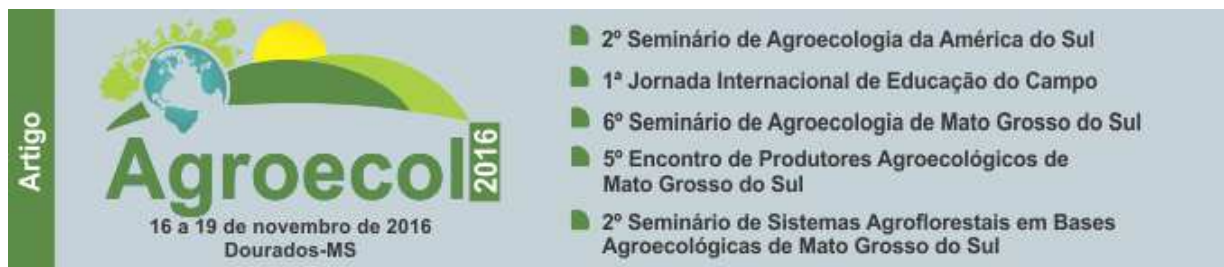 Artigo
Agroecol 2016
16 a 19 de novembro de 2016
Dourados-MS
2º Seminário de Agroecologia da América do Sul
1ª Jornada Internacional de Educação do Campo
6º Seminário de Agroecologia de Mato Grosso do Sul
5º Encontro de Produtores Agroecológicos de
Mato Grosso do Sul
2º Seminário de Sistemas Agroflorestais em Bases
Agroecológicas de Mato Grosso do Sul